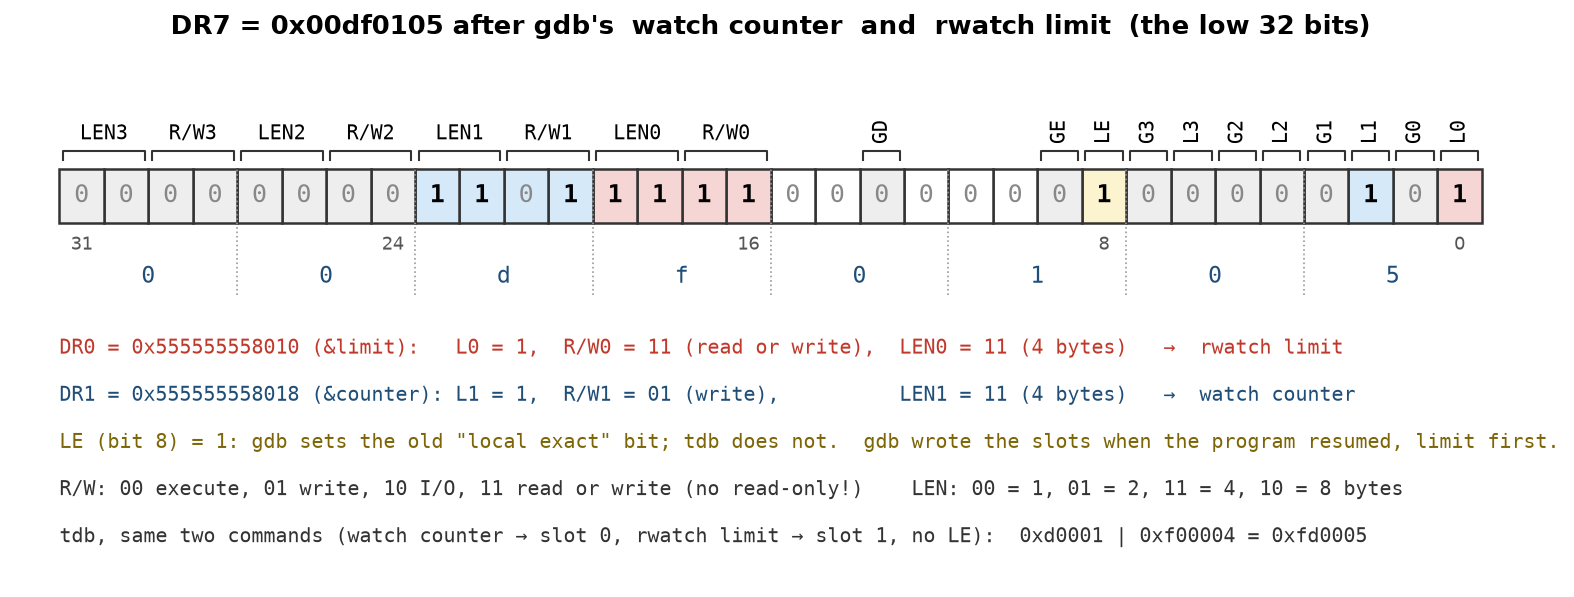 DR7 = 0x00df0105 after gdb's  watch counter  and  rwatch limit  (the low 32 bits)
LEN3 R/W3 LEN2 R/W2 LEN1 R/W1 LEN0 R/W0 GD GE LE G3 L3 G2 L2 G1 L1 G0 L0
0 0 0 0 0 0 0 0 1 1 0 1 1 1 1 1 0 0 0 0 0 0 0 1 0 0 0 0 0 1 0 1
31 24 16 8 0
0 0 d f 0 1 0 5
DR0 = 0x555555558010 (&limit):   L0 = 1,  R/W0 = 11 (read or write),  LEN0 = 11 (4 bytes)   →  rwatch limit
DR1 = 0x555555558018 (&counter): L1 = 1,  R/W1 = 01 (write),          LEN1 = 11 (4 bytes)   →  watch counter
LE (bit 8) = 1: gdb sets the old "local exact" bit; tdb does not.  gdb wrote the slots when the program resumed, limit first.
R/W: 00 execute, 01 write, 10 I/O, 11 read or write (no read-only!)    LEN: 00 = 1, 01 = 2, 11 = 4, 10 = 8 bytes
tdb, same two commands (watch counter → slot 0, rwatch limit → slot 1, no LE):  0xd0001 | 0xf00004 = 0xfd0005